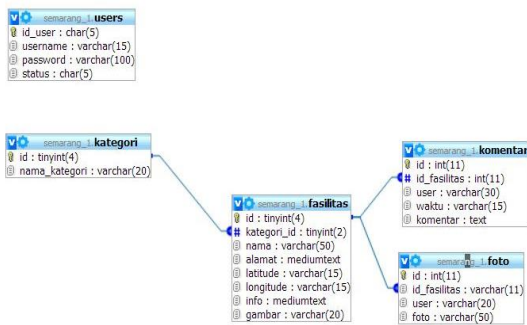 semarang_1.users
id_user : char(5)
username : varchar(15)
password : varchar(100)
status : char(5)
semarang_1.kategori
id : tinyint(4)
nama_kategori : varchar(20)
semarang_1.fasilitas
id : tinyint(4)
kategori_id : tinyint(2)
nama : varchar(50)
alamat : mediumtext
latitude : varchar(15)
longitude : varchar(15)
info : mediumtext
gambar : varchar(20)
semarang_1.komentar
id : int(11)
id_fasilitas : int(11)
user : varchar(30)
waktu : varchar(15)
komentar : text
semarang_1.foto
id : int(11)
id_fasilitas : varchar(11)
user : varchar(20)
foto : varchar(50)